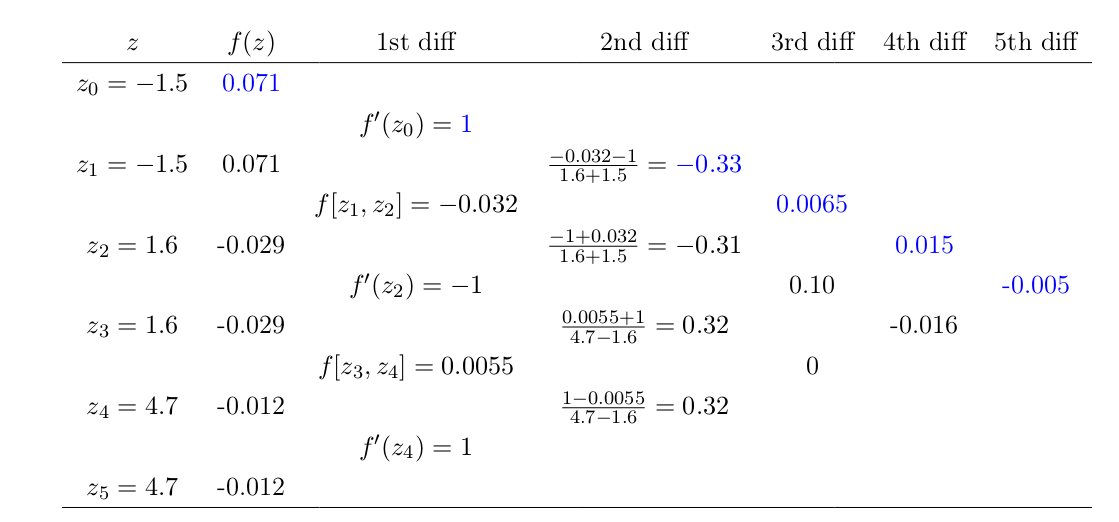 z f(z) 1st diff 2nd diff 3rd diff 4th diff 5th diff
z₀ = −1.5 0.071
f′(z₀) = 1
z₁ = −1.5 0.071 (−0.032−1)/(1.6+1.5) = −0.33
f[z₁, z₂] = −0.032 0.0065
z₂ = 1.6 -0.029 (−1+0.032)/(1.6+1.5) = −0.31 0.015
f′(z₂) = −1 0.10 -0.005
z₃ = 1.6 -0.029 (0.0055+1)/(4.7−1.6) = 0.32 -0.016
f[z₃, z₄] = 0.0055 0
z₄ = 4.7 -0.012 (1−0.0055)/(4.7−1.6) = 0.32
f′(z₄) = 1
z₅ = 4.7 -0.012